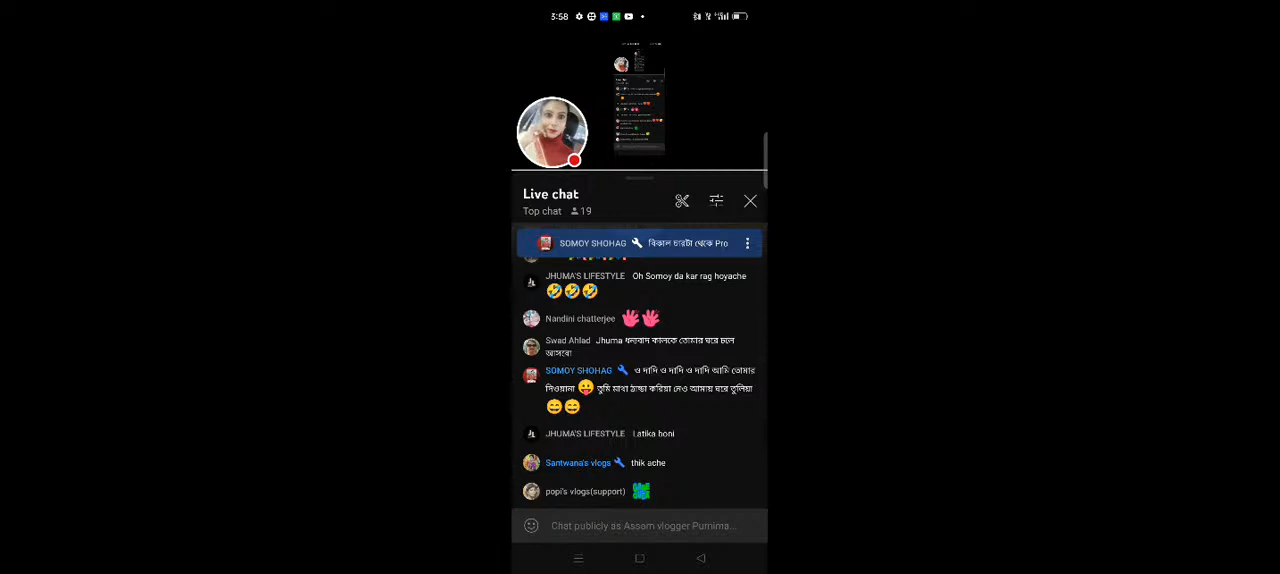 3:58
Live chat
Top chat 19
SOMOY SHOHAG বিকাল চারটা থেকে Pro
JHUMA'S LIFESTYLE Oh Somoy da kar rag hoyache
🤣🤣🤣
Nandini chatterjee
Swad Ahlad Jhuma ধন্যবাদ কালকে তোমার ঘরে চলে
আসবো
SOMOY SHOHAG ও দাদি ও দাদি ও দাদি আমি তোমার
দিওয়ানা 😛 তুমি মাথা ঠান্ডা করিয়া নেও আমায় ঘরে তুলিয়া
😄😄
JHUMA'S LIFESTYLE Latika honi
Santwana's vlogs thik ache
popi's vlogs(support)
Chat publicly as Assam vlogger Purnima...